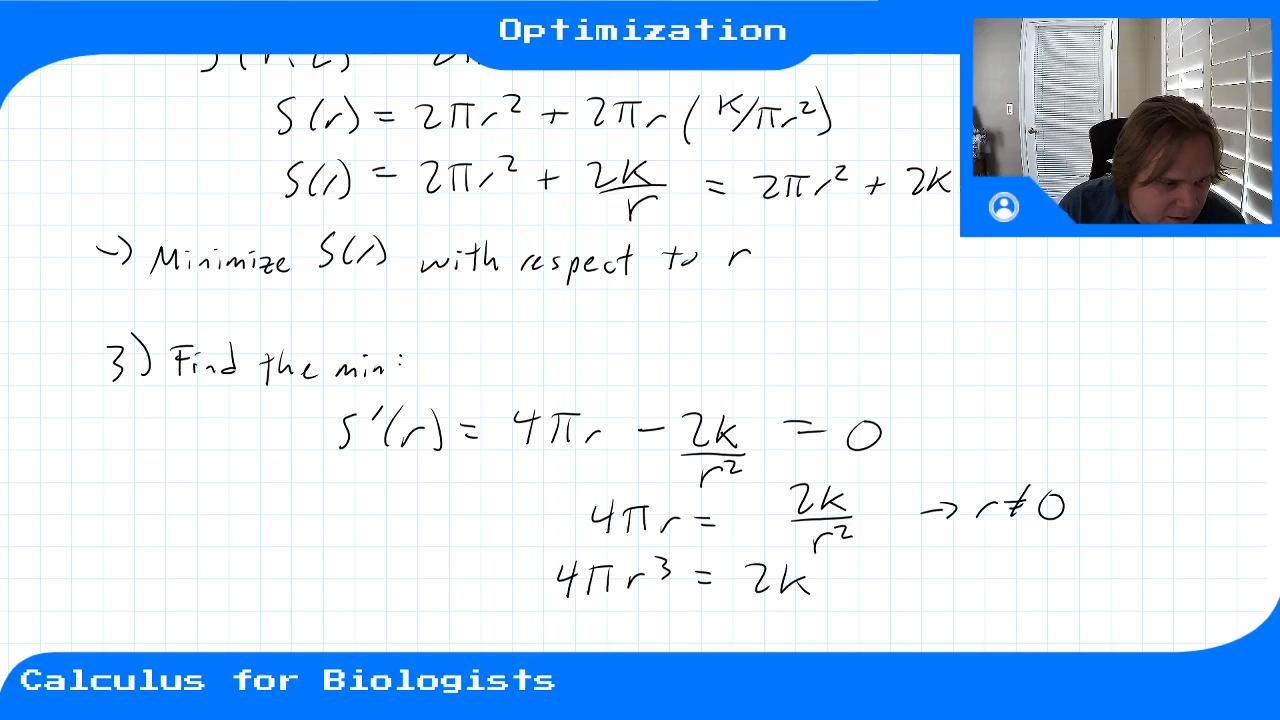 Optimization
S(r) = 2πr² + 2πr (K/πr²)
S(r) = 2πr² + 2K/r = 2πr² + 2K
→ Minimize S(r) with respect to r
3) Find the min:
S'(r) = 4πr - 2k/r² = 0
4πr = 2k/r² → r ≠ 0
4πr³ = 2k
Calculus for Biologists